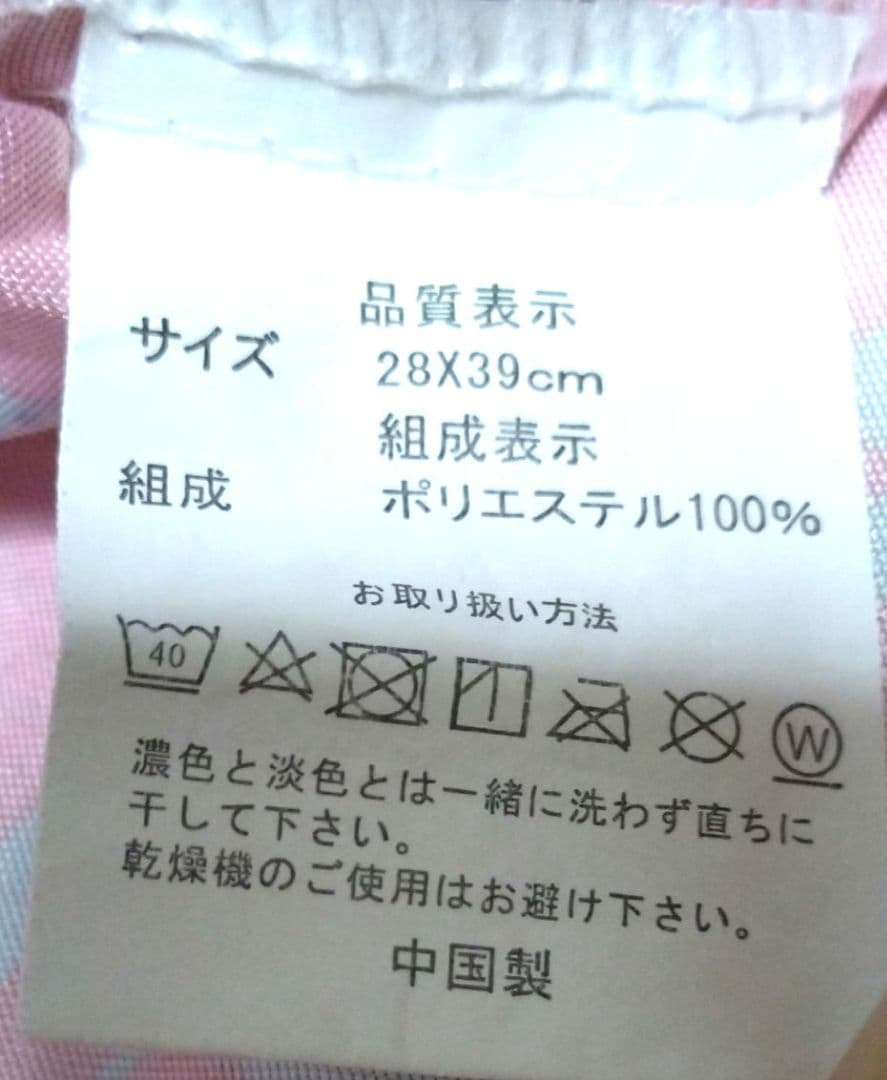 品質表示
サイズ 28X39cm
組成表示
組成 ポリエステル100%
お取り扱い方法
40 W
濃色と淡色とは一緒に洗わず直ちに
干して下さい。
乾燥機のご使用はお避け下さい。
中国製